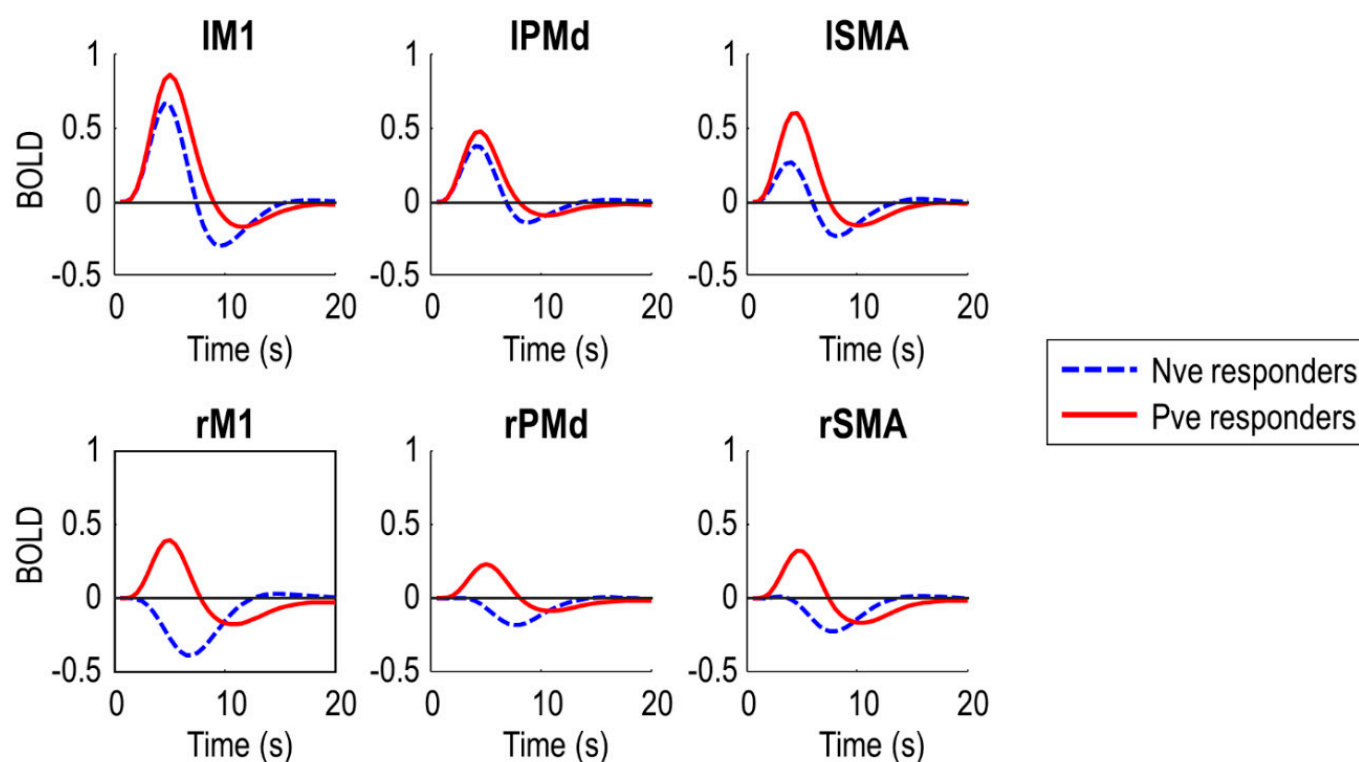 lM1 lPMd lSMA
1 1 1
BOLD
0.5 0.5 0.5
0 0 0
-0.5 -0.5 -0.5
0 10 20 0 10 20 0 10 20
Time (s) Time (s) Time (s)
Nve responders
Pve responders
rM1 rPMd rSMA
1 1 1
BOLD
0.5 0.5 0.5
0 0 0
-0.5 -0.5 -0.5
0 10 20 0 10 20 0 10 20
Time (s) Time (s) Time (s)